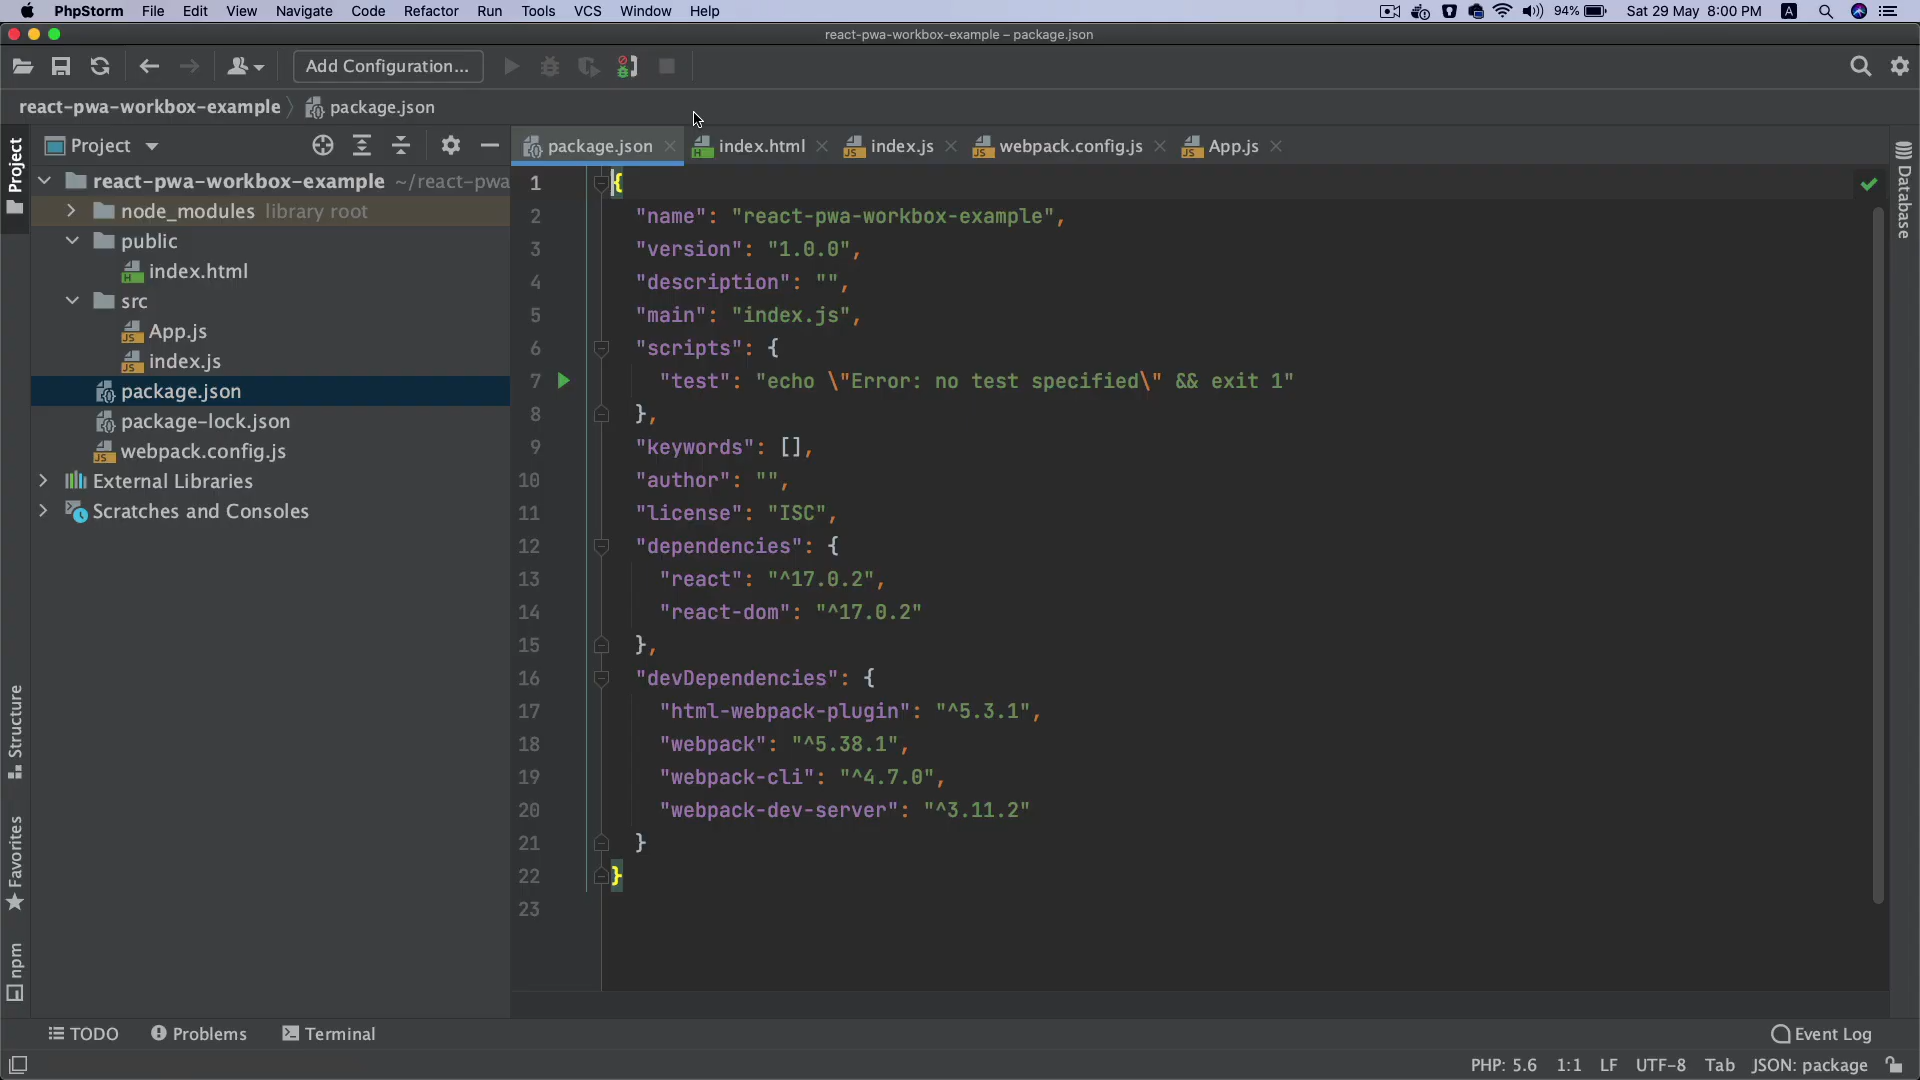 PhpStorm File Edit View Navigate Code Refactor Run Tools VCS Window Help 94% Sat 29 May 8:00 PM A
react-pwa-workbox-example – package.json
Add Configuration...
react-pwa-workbox-example package.json
Project package.json index.html index.js webpack.config.js App.js
react-pwa-workbox-example ~/react-pwa
node_modules library root
public
index.html
src
App.js
index.js
package.json
package-lock.json
webpack.config.js
External Libraries
Scratches and Consoles
1 {
2 "name": "react-pwa-workbox-example",
3 "version": "1.0.0",
4 "description": "",
5 "main": "index.js",
6 "scripts": {
7 "test": "echo \"Error: no test specified\" && exit 1"
8 },
9 "keywords": [],
10 "author": "",
11 "license": "ISC",
12 "dependencies": {
13 "react": "^17.0.2",
14 "react-dom": "^17.0.2"
15 },
16 "devDependencies": {
17 "html-webpack-plugin": "^5.3.1",
18 "webpack": "^5.38.1",
19 "webpack-cli": "^4.7.0",
20 "webpack-dev-server": "^3.11.2"
21 }
22 }
23
Project
Structure
Favorites
npm
Database
TODO Problems Terminal Event Log
PHP: 5.6 1:1 LF UTF-8 Tab JSON: package